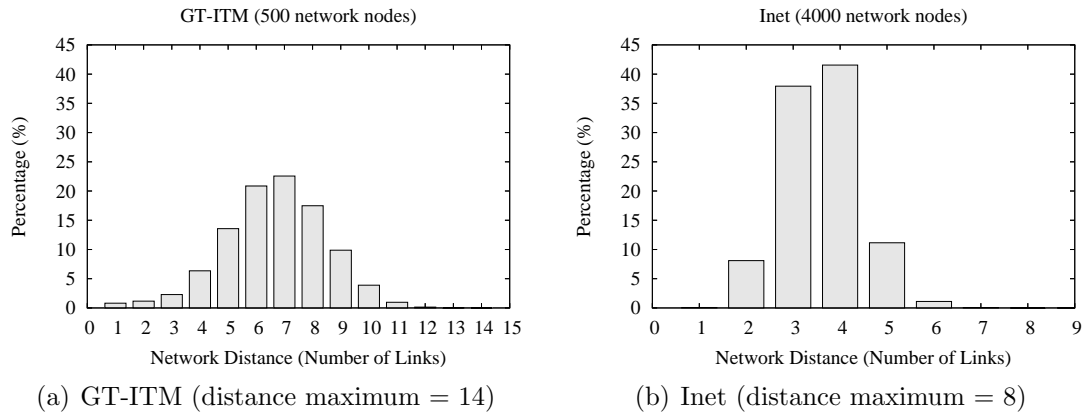 GT-ITM (500 network nodes)
45
40
35
30
25
20
15
10
5
0
Percentage (%)
0 1 2 3 4 5 6 7 8 9 10 11 12 13 14 15
Network Distance (Number of Links)
(a) GT-ITM (distance maximum = 14)
Inet (4000 network nodes)
45
40
35
30
25
20
15
10
5
0
Percentage (%)
0 1 2 3 4 5 6 7 8 9
Network Distance (Number of Links)
(b) Inet (distance maximum = 8)